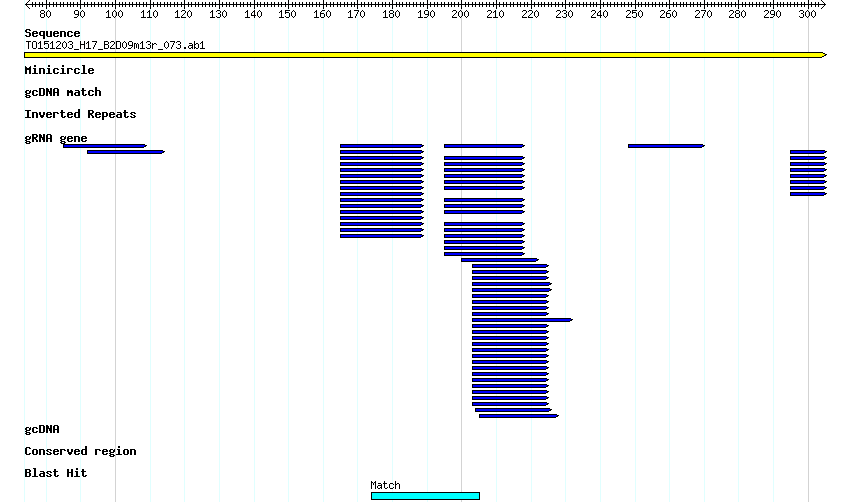 80 90 100 110 120 130 140 150 160 170 180 190 200 210 220 230 240 250 260 270 280 290 300
Sequence
TO151203_H17_B2D09m13r_073.ab1
Minicircle
gcDNA match
Inverted Repeats
gRNA gene
gcDNA
Conserved region
Blast Hit
Match